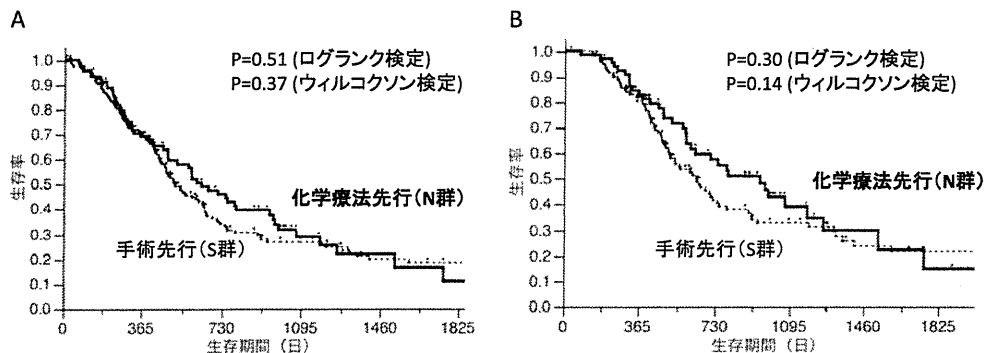 A
P=0.51 (ログランク検定)
P=0.37 (ウィルコクソン検定)
1.0
0.9
0.8
0.7
0.6
0.5
0.4
0.3
0.2
0.1
0.0
生存率
化学療法先行(N群)
手術先行(S群)
0 365 730 1095 1460 1825
生存期間（日）
B
P=0.30 (ログランク検定)
P=0.14 (ウィルコクソン検定)
1.0
0.9
0.8
0.7
0.6
0.5
0.4
0.3
0.2
0.1
0.0
生存率
化学療法先行(N群)
手術先行(S群)
0 365 730 1095 1460 1825
生存期間（日）